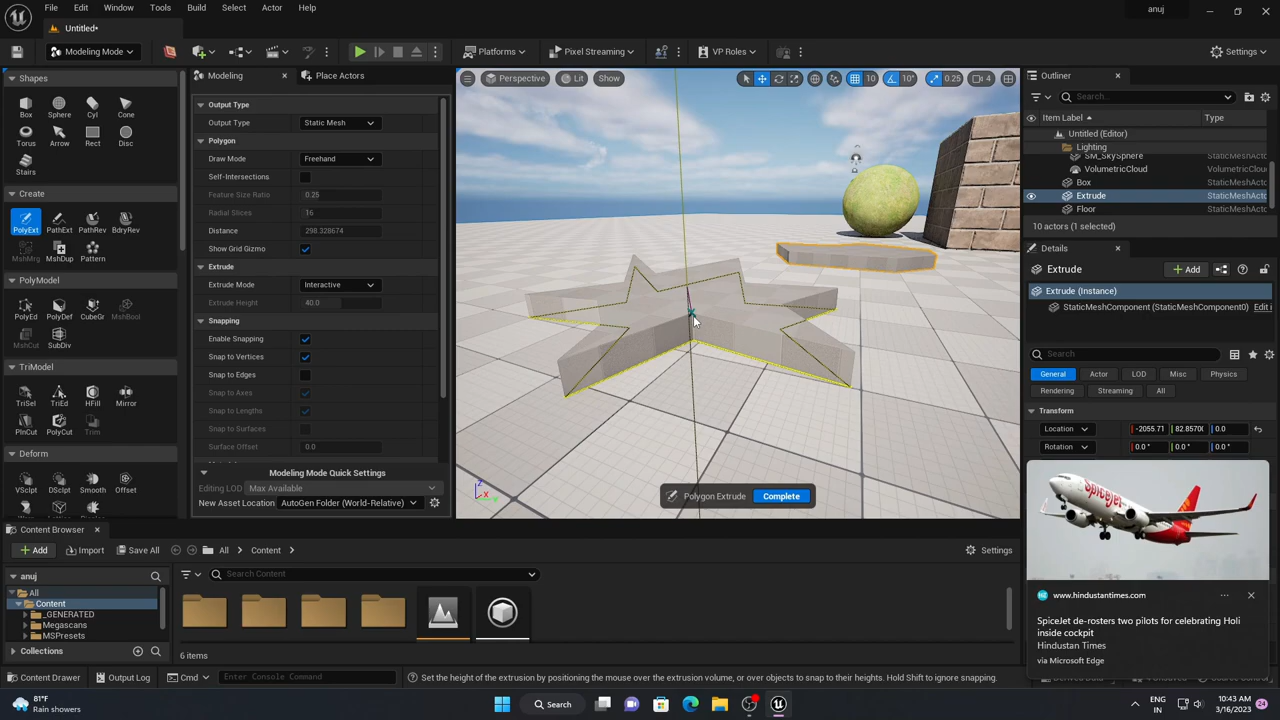 File Edit Window Tools Build Select Actor Help
anuj
Untitled*
Modeling Mode
Platforms
Pixel Streaming
VP Roles
Settings
Shapes
Box Sphere Cyl Cone
Torus Arrow Rect Disc
Stairs
Create
PolyExt PathExt PathRev BdryRev
MshMrg MshDup Pattern
PolyModel
PolyEd PolyDef CubeGr MshBool
MshCut SubDiv
TriModel
TriSel TriEd HFill Mirror
PlnCut PolyCut Trim
Deform
VSclpt DSclpt Smooth Offset
Modeling
Place Actors
Output Type
Output Type Static Mesh
Polygon
Draw Mode Freehand
Self-Intersections
Feature Size Ratio 0.25
Radial Slices 16
Distance 298.328674
Show Grid Gizmo
Extrude
Extrude Mode Interactive
Extrude Height 40.0
Snapping
Enable Snapping
Snap to Vertices
Snap to Edges
Snap to Axes
Snap to Lengths
Snap to Surfaces
Surface Offset 0.0
Modeling Mode Quick Settings
Editing LOD Max Available
New Asset Location AutoGen Folder (World-Relative)
Perspective Lit Show
10 10° 0.25 4
Polygon Extrude Complete
Outliner
Search...
Item Label Type
Untitled (Editor)
Lighting
SM_SkySphere StaticMeshActo
VolumetricCloud VolumetricCloud
Box StaticMeshActo
Extrude StaticMeshActo
Floor StaticMeshActo
10 actors (1 selected)
Details
Extrude + Add
Extrude (Instance)
StaticMeshComponent (StaticMeshComponent0) Edit i
Search
General Actor LOD Misc Physics
Rendering Streaming All
Transform
Location -2055.71 82.85700 0.0
Rotation 0.0 ° 0.0 ° 0.0 °
SpiceJet
www.hindustantimes.com
SpiceJet de-rosters two pilots for celebrating Holi
inside cockpit
Hindustan Times
via Microsoft Edge
Content Browser
+ Add Import Save All All Content Settings
anuj
Search Content
All
Content
_GENERATED
Megascans
MSPresets
Collections
6 items
Content Drawer Output Log Cmd Enter Console Command
Set the height of the extrusion by positioning the mouse over the extrusion volume, or over objects to snap to their heights. Hold Shift to ignore snapping.
81°F
Rain showers
Search
ENG
IN
10:43 AM
3/16/2023